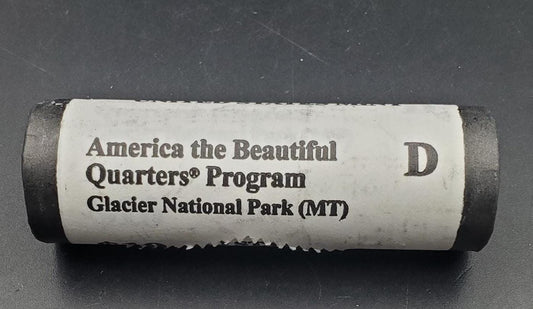 America the Beautiful
Quarters® Program
Glacier National Park (MT)
D